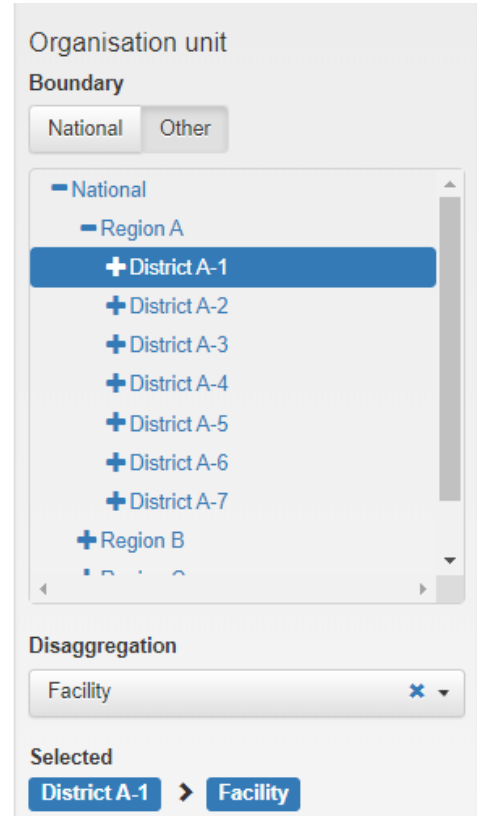 Organisation unit
Boundary
National Other
National
Region A
District A-1
District A-2
District A-3
District A-4
District A-5
District A-6
District A-7
Region B
Disaggregation
Facility
Selected
District A-1 > Facility